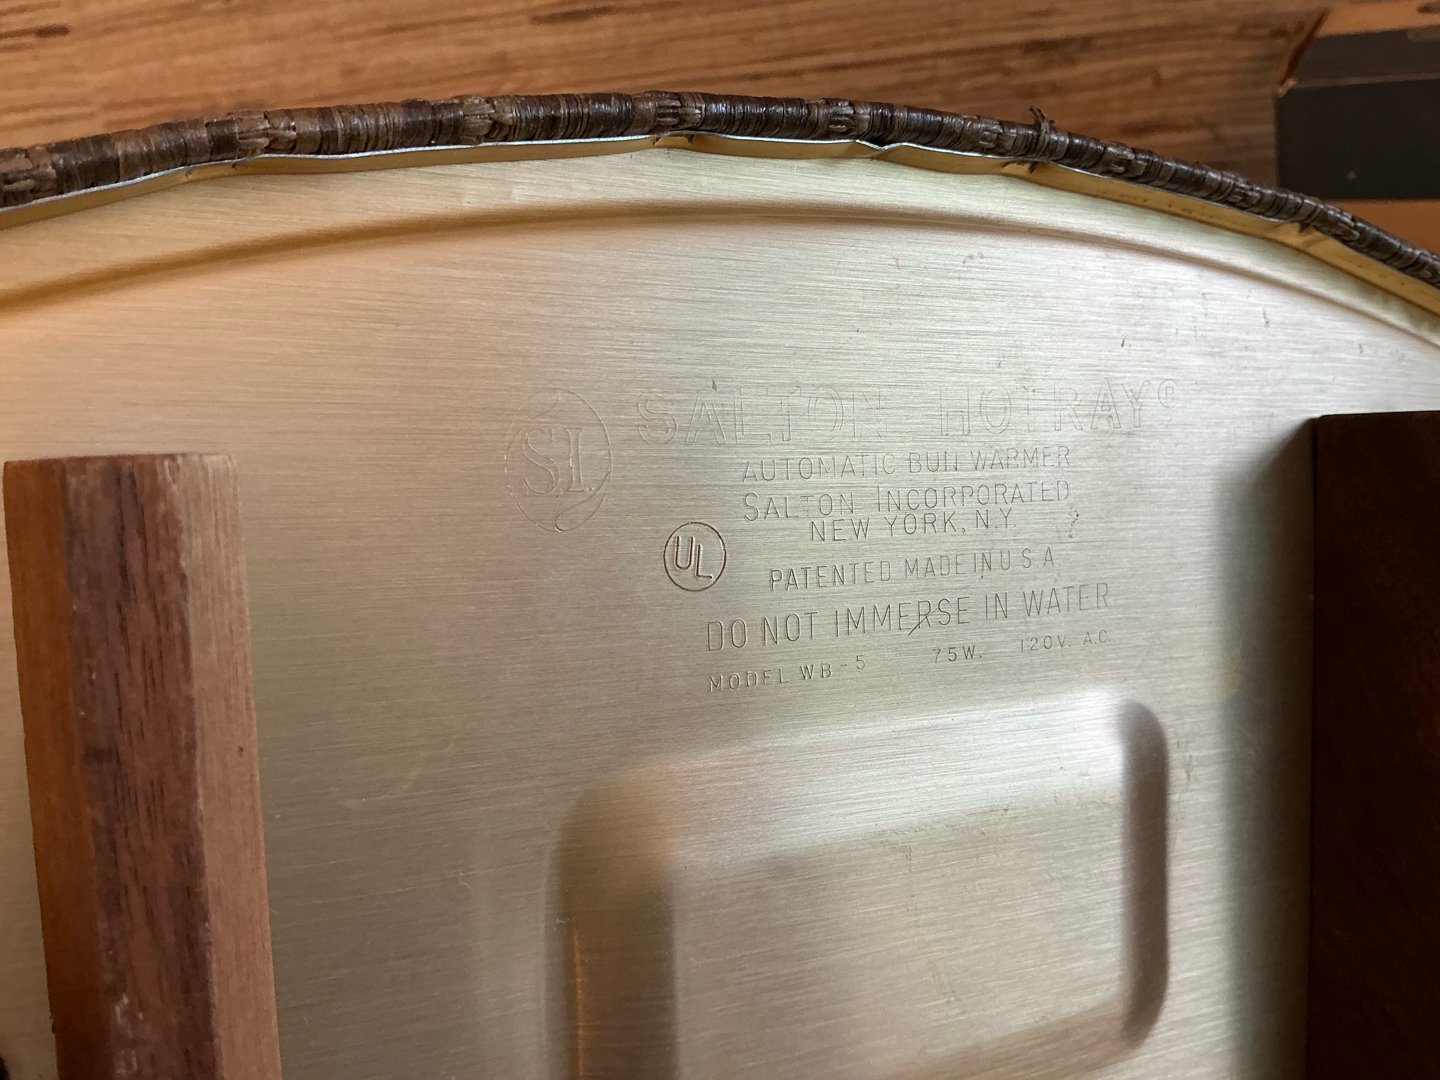 S.I.
SALTON HOTRAY®
AUTOMATIC BUN WARMER
SALTON INCORPORATED
NEW YORK, N.Y.
UL
PATENTED MADE IN U S A
DO NOT IMMERSE IN WATER
MODEL WB-5 75W. 120V. A.C.